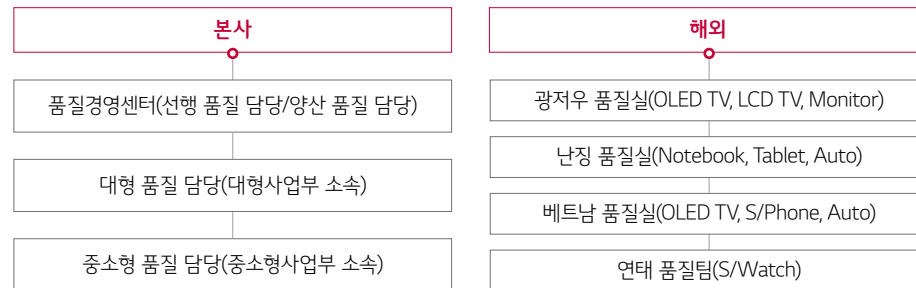 본사
품질경영센터(선행 품질 담당/양산 품질 담당)
대형 품질 담당(대형사업부 소속)
중소형 품질 담당(중소형사업부 소속)
해외
광저우 품질실(OLED TV, LCD TV, Monitor)
난징 품질실(Notebook, Tablet, Auto)
베트남 품질실(OLED TV, S/Phone, Auto)
연태 품질팀(S/Watch)